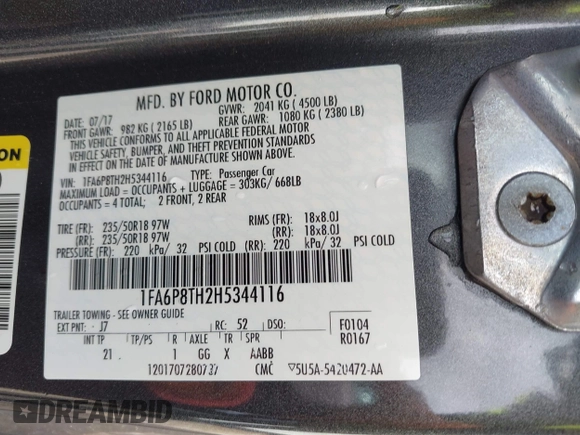 MFD. BY FORD MOTOR CO.
DATE: 07/17 GVWR: 2041 KG ( 4500 LB)
FRONT GAWR: 982 KG ( 2165 LB) REAR GAWR: 1080 KG ( 2380 LB)
THIS VEHICLE CONFORMS TO ALL APPLICABLE FEDERAL MOTOR
VEHICLE SAFETY, BUMPER, AND THEFT PREVENTION STANDARDS
IN EFFECT ON THE DATE OF MANUFACTURE SHOWN ABOVE.
VIN: 1FA6P8TH2H5344116 TYPE: Passenger Car
MAXIMUM LOAD = OCCUPANTS + LUGGAGE = 303KG/ 668LB
OCCUPANTS = 4 TOTAL; 2 FRONT, 2 REAR
TIRE (FR): 235/50R18 97W RIMS (FR): 18x8.0J
(RR): 235/50R18 97W (RR): 18x8.0J
PRESSURE (FR): 220 kPa/ 32 PSI COLD (RR): 220 kPa/ 32 PSI COLD
1FA6P8TH2H5344116
TRAILER TOWING - SEE OWNER GUIDE
EXT PNT: J7 RC: 52 DSO: F0104
R0167
INT TP TP/PS R AXLE TR SPR
21 1 GG X AABB
CMC 5U5A-5420472-AA
ON
DREAMBID